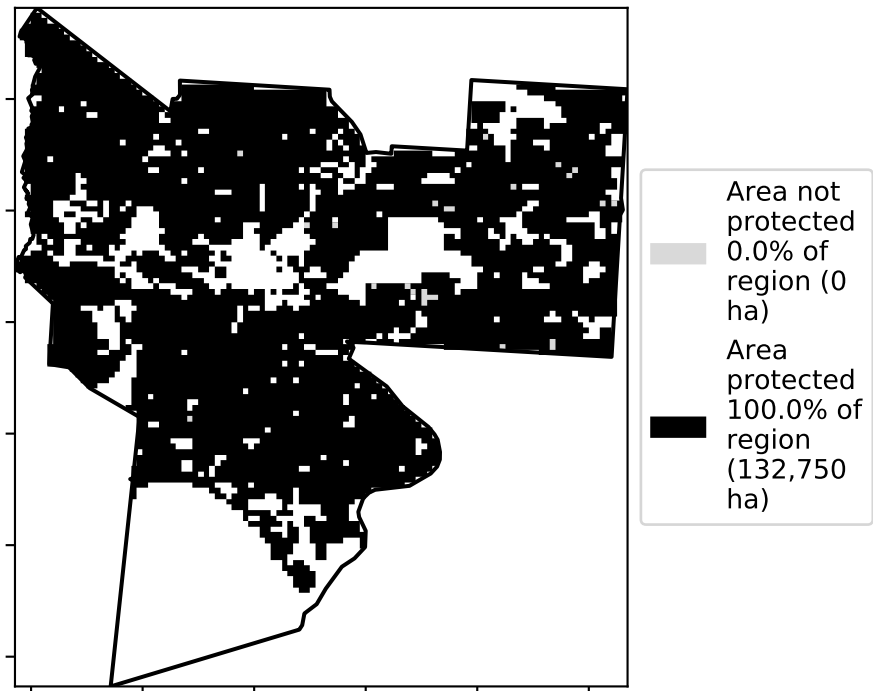 Area not
protected
0.0% of
region (0
ha)
Area
protected
100.0% of
region
(132,750
ha)